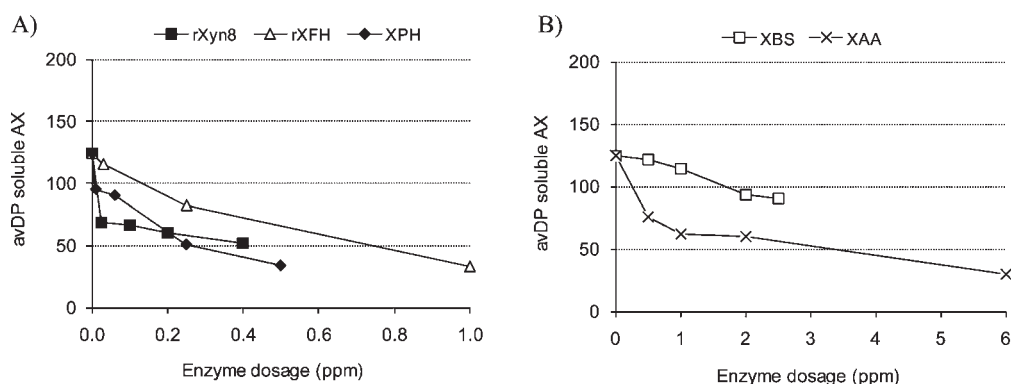 A)
rXyn8 rXFH XPH
200
150
100
50
0
avDP soluble AX
0.0 0.2 0.4 0.6 0.8 1.0
Enzyme dosage (ppm)
B)
XBS XAA
200
150
100
50
0
avDP soluble AX
0 1 2 3 4 5 6
Enzyme dosage (ppm)